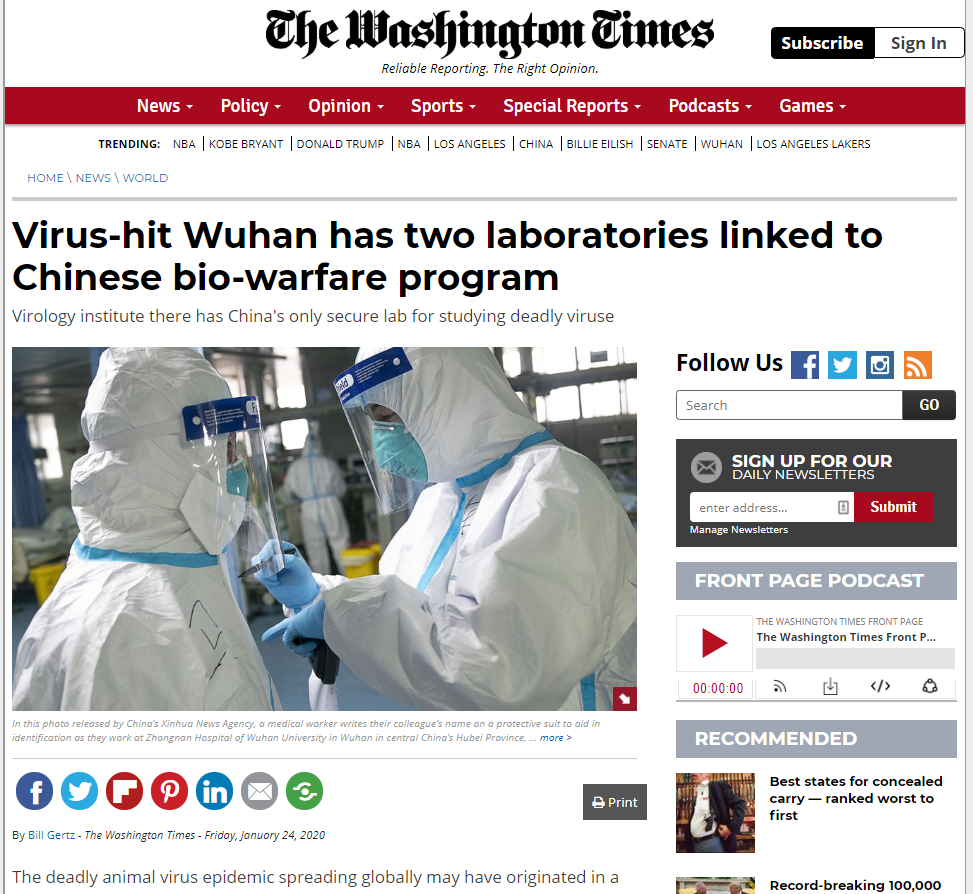 The Washington Times
Reliable Reporting. The Right Opinion.
Subscribe
Sign In
News
Policy
Opinion
Sports
Special Reports
Podcasts
Games
TRENDING: NBA KOBE BRYANT DONALD TRUMP NBA LOS ANGELES CHINA BILLIE EILISH SENATE WUHAN LOS ANGELES LAKERS
HOME \ NEWS \ WORLD
Virus-hit Wuhan has two laboratories linked to
Chinese bio-warfare program
Virology institute there has China's only secure lab for studying deadly viruse
In this photo released by China's Xinhua News Agency, a medical worker writes their colleague's name on a protective suit to aid in
identification as they work at Zhongnan Hospital of Wuhan University in Wuhan in central China's Hubei Province, ... more >
Print
By Bill Gertz - The Washington Times - Friday, January 24, 2020
The deadly animal virus epidemic spreading globally may have originated in a
Follow Us
Search
GO
SIGN UP FOR OUR
DAILY NEWSLETTERS
enter address...
Submit
Manage Newsletters
FRONT PAGE PODCAST
THE WASHINGTON TIMES FRONT PAGE
The Washington Times Front P...
00:00:00
RECOMMENDED
Best states for concealed
carry — ranked worst to
first
Record-breaking 100,000